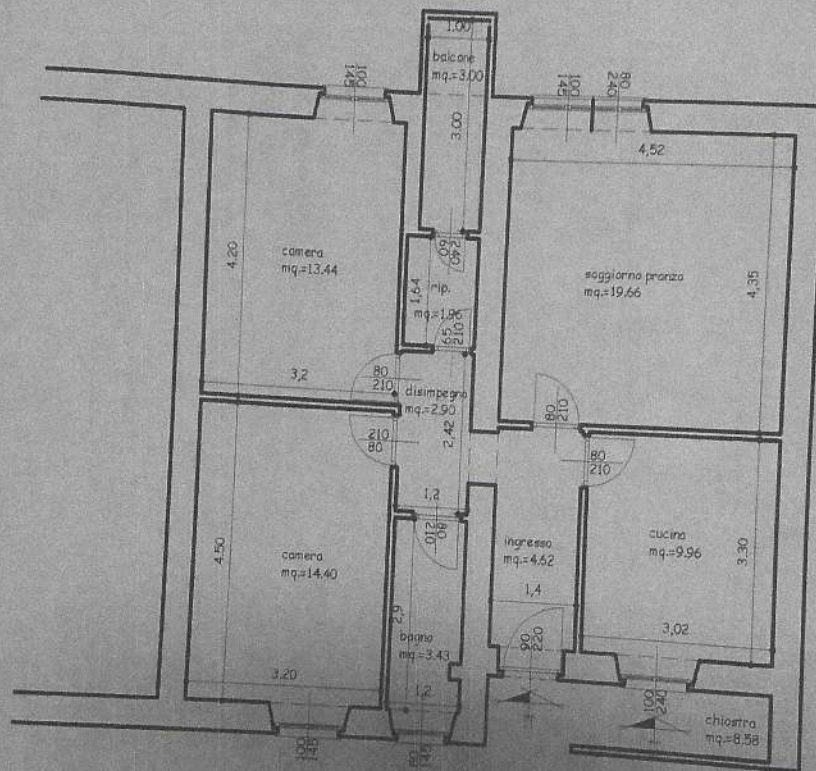 1.00
balcone
mq.=3.00
3.00
100
145
100
145
80
240
4,52
4.20
camera
mq.=13.44
3,2
60
240
1,64
rip.
mq.=1.96
65
210
soggiorno pranzo
mq.=19.66
4,35
80
210
disimpegno
mq.=2.90
2,42
1,2
210
80
80
210
80
210
80
210
4.50
camera
mq.=14.40
3.20
2,9
bagno
mq.=3.43
1,2
ingresso
mq.=4.62
1,4
90
220
cucina
mq.=9.96
3.30
3,02
100
145
80
145
100
240
chiostra
mq.=8.58